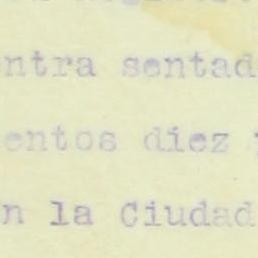 ntra sentad
entos diez
n la Ciudad